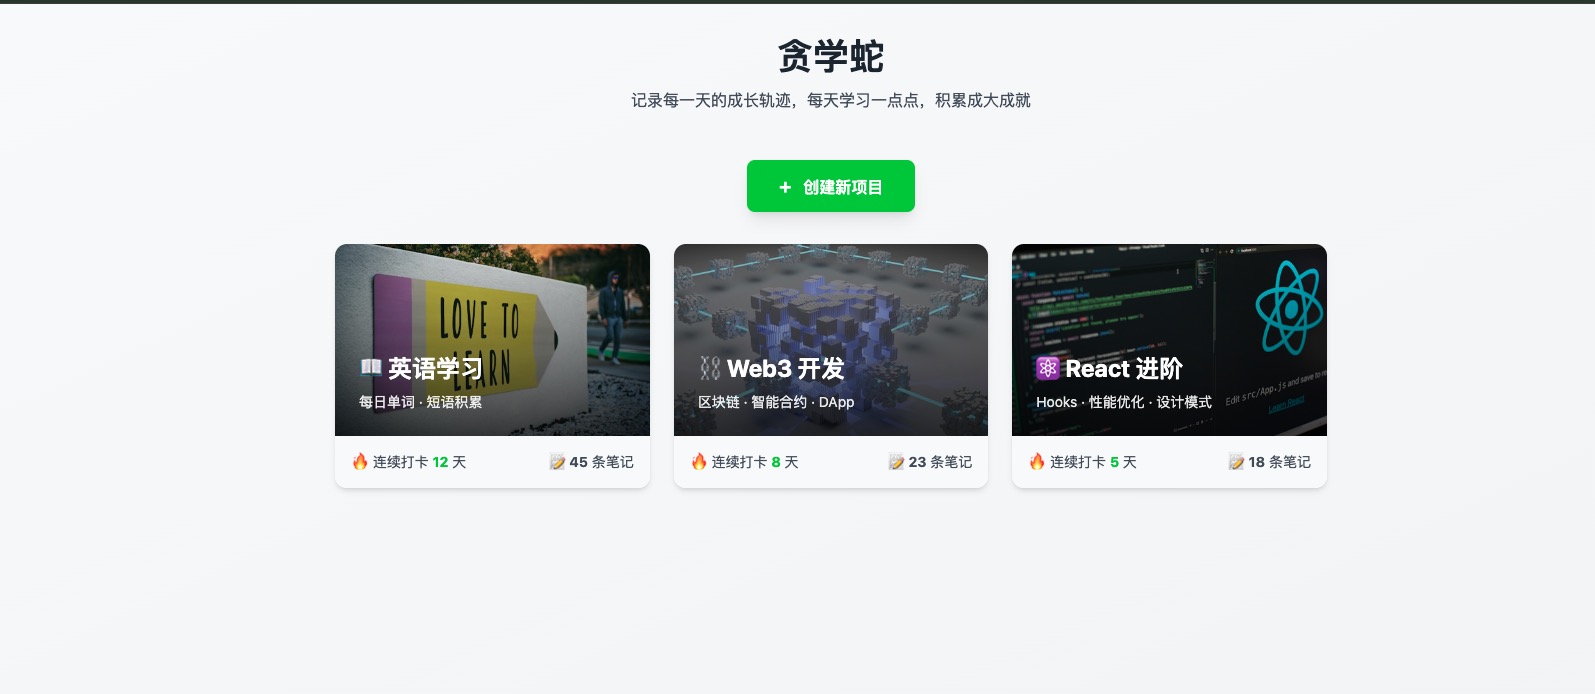 贪学蛇
记录每一天的成长轨迹，每天学习一点点，积累成大成就
+ 创建新项目
LOVE TO
LEARN
📖 英语学习
每日单词 · 短语积累
🔥 连续打卡 12 天
📝 45 条笔记
⛓️ Web3 开发
区块链 · 智能合约 · DApp
🔥 连续打卡 8 天
📝 23 条笔记
⚛️ React 进阶
Hooks · 性能优化 · 设计模式
Edit src/App.js and save to re
Learn React
🔥 连续打卡 5 天
📝 18 条笔记